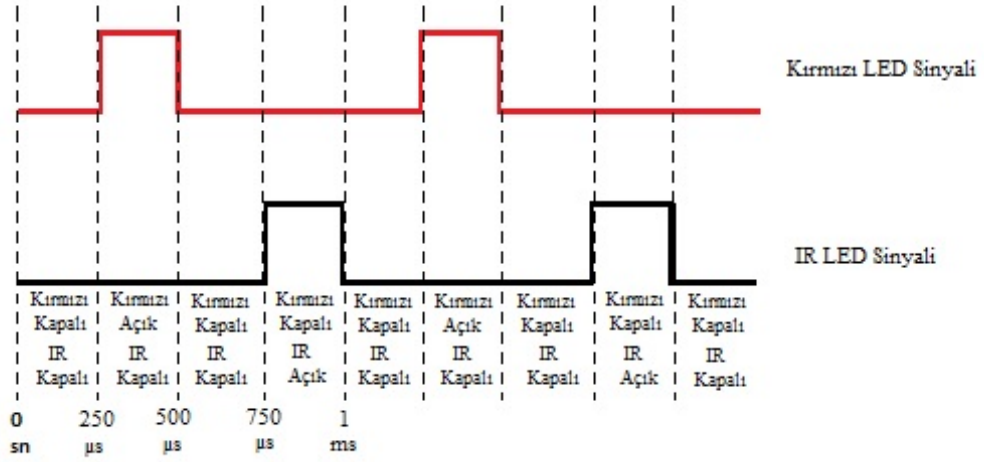 Kırmızı LED Sinyali
IR LED Sinyali
Kırmızı Kırmızı Kırmızı Kırmızı Kırmızı Kırmızı Kırmızı Kırmızı Kırmızı
Kapalı Açık Kapalı Kapalı Kapalı Açık Kapalı Kapalı Kapalı
IR IR IR IR IR IR IR IR IR
Kapalı Kapalı Kapalı Açık Kapalı Kapalı Kapalı Açık Kapalı
0 250 500 750 1
sn µs µs µs ms